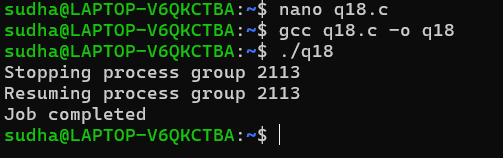 sudha@LAPTOP-V6QKCTBA:~$ nano q18.c
sudha@LAPTOP-V6QKCTBA:~$ gcc q18.c -o q18
sudha@LAPTOP-V6QKCTBA:~$ ./q18
Stopping process group 2113
Resuming process group 2113
Job completed
sudha@LAPTOP-V6QKCTBA:~$